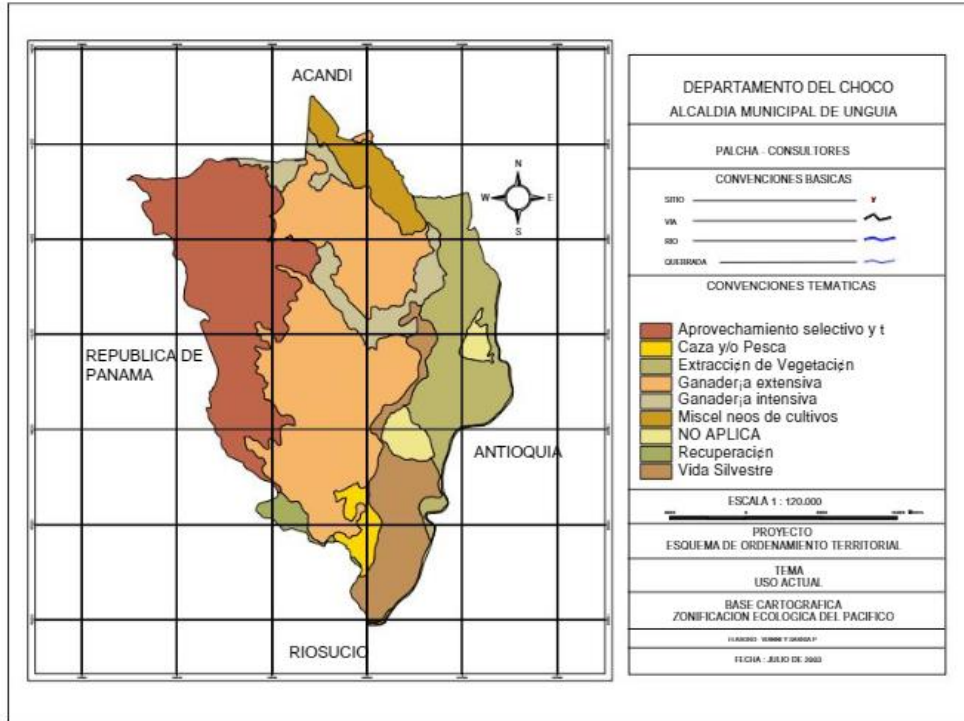 ACANDI
N
W
E
S
REPUBLICA DE
PANAMA
ANTIOQUIA
RIOSUCIO
DEPARTAMENTO DEL CHOCO
ALCALDIA MUNICIPAL DE UNGUIA
PALCHA - CONSULTORES
CONVENCIONES BASICAS
SITIO
VIA
RIO
QUEBRADA
CONVENCIONES TEMATICAS
Aprovechamiento selectivo y t
Caza y/o Pesca
Extracci¢n de Vegetaci¢n
Ganader¡a extensiva
Ganader¡a intensiva
Miscel neos de cultivos
NO APLICA
Recuperaci¢n
Vida Silvestre
ESCALA 1 : 120.000
PROYECTO
ESQUEMA DE ORDENAMIENTO TERRITORIAL
TEMA
USO ACTUAL
BASE CARTOGRAFICA
ZONIFICACION ECOLOGICA DEL PACIFICO
FECHA : JULIO DE 2003